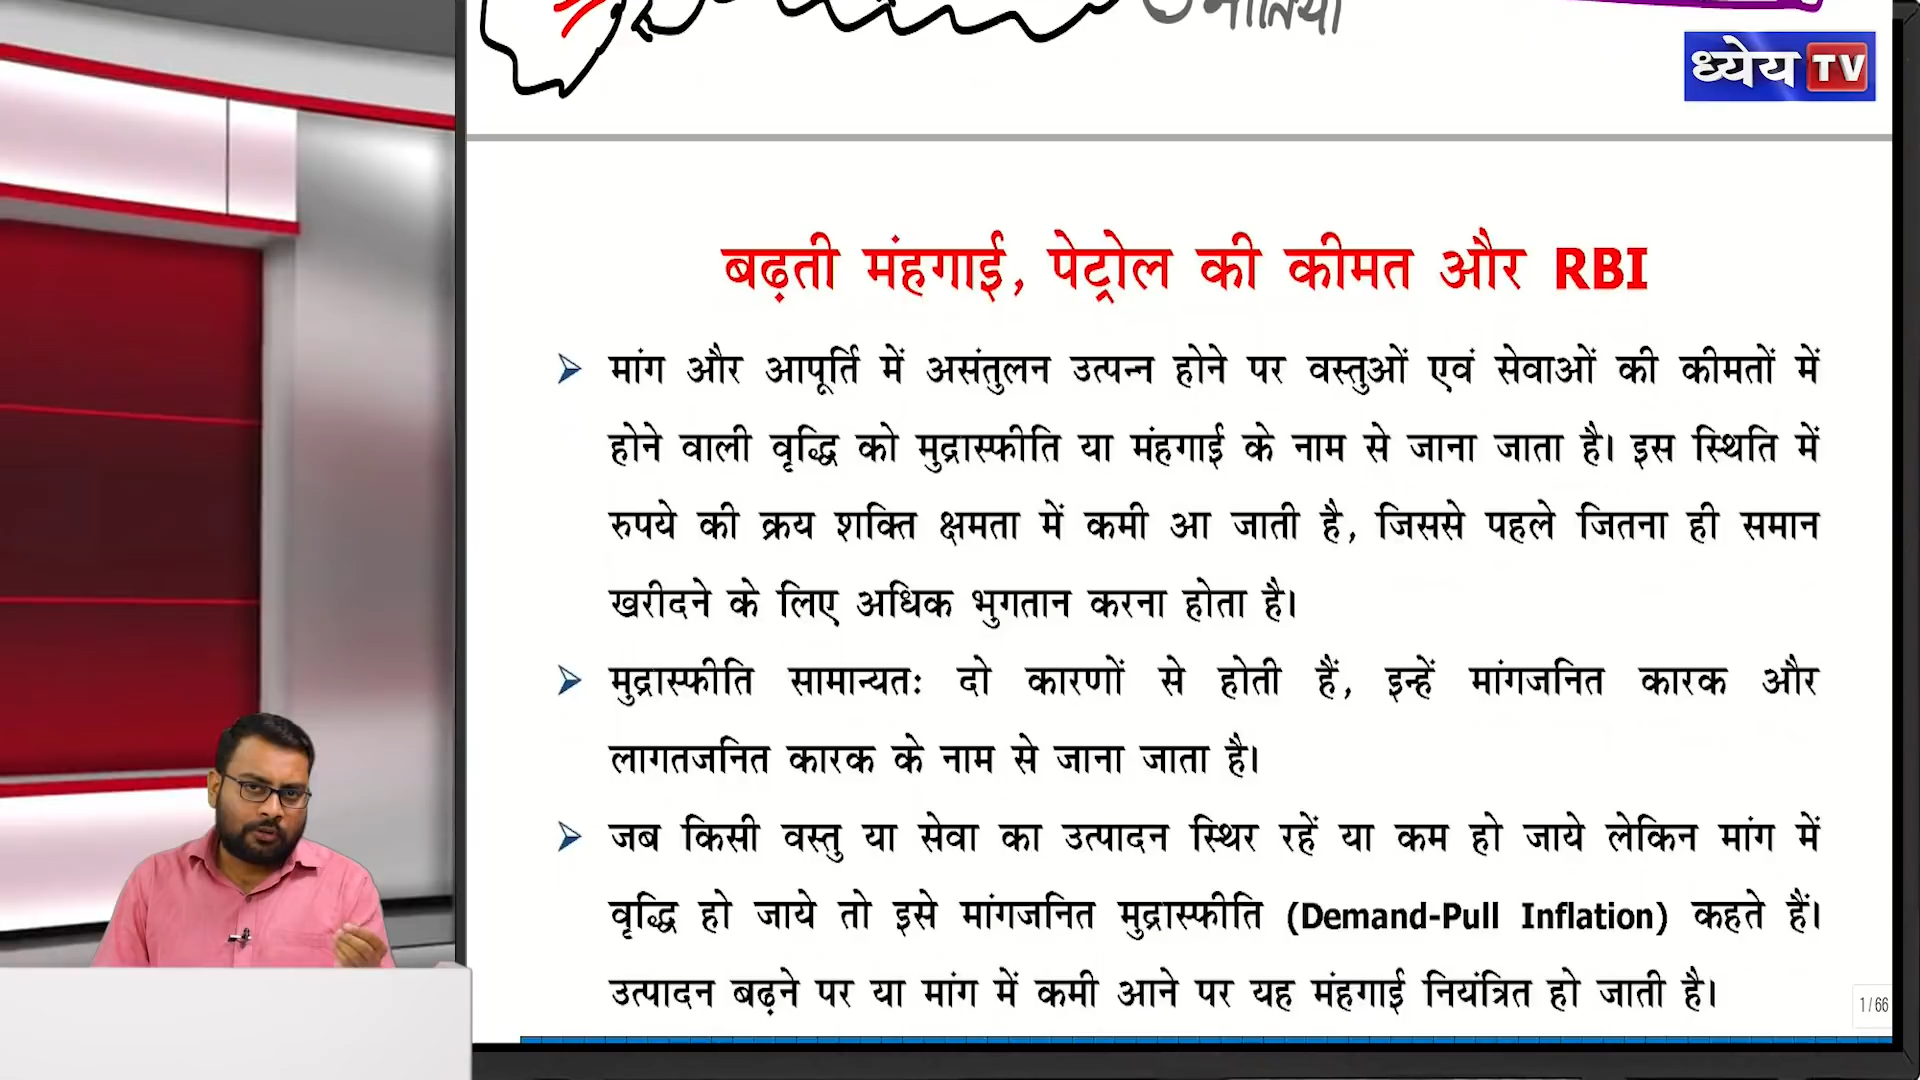 ध्येय TV
बढ़ती मंहगाई, पेट्रोल की कीमत और RBI
मांग और आपूर्ति में असंतुलन उत्पन्न होने पर वस्तुओं एवं सेवाओं की कीमतों में
होने वाली वृद्धि को मुद्रास्फीति या मंहगाई के नाम से जाना जाता है। इस स्थिति में
रुपये की क्रय शक्ति क्षमता में कमी आ जाती है, जिससे पहले जितना ही समान
खरीदने के लिए अधिक भुगतान करना होता है।
मुद्रास्फीति सामान्यतः दो कारणों से होती हैं, इन्हें मांगजनित कारक और
लागतजनित कारक के नाम से जाना जाता है।
जब किसी वस्तु या सेवा का उत्पादन स्थिर रहें या कम हो जाये लेकिन मांग में
वृद्धि हो जाये तो इसे मांगजनित मुद्रास्फीति (Demand-Pull Inflation) कहते हैं।
उत्पादन बढ़ने पर या मांग में कमी आने पर यह मंहगाई नियंत्रित हो जाती है।
1 / 66